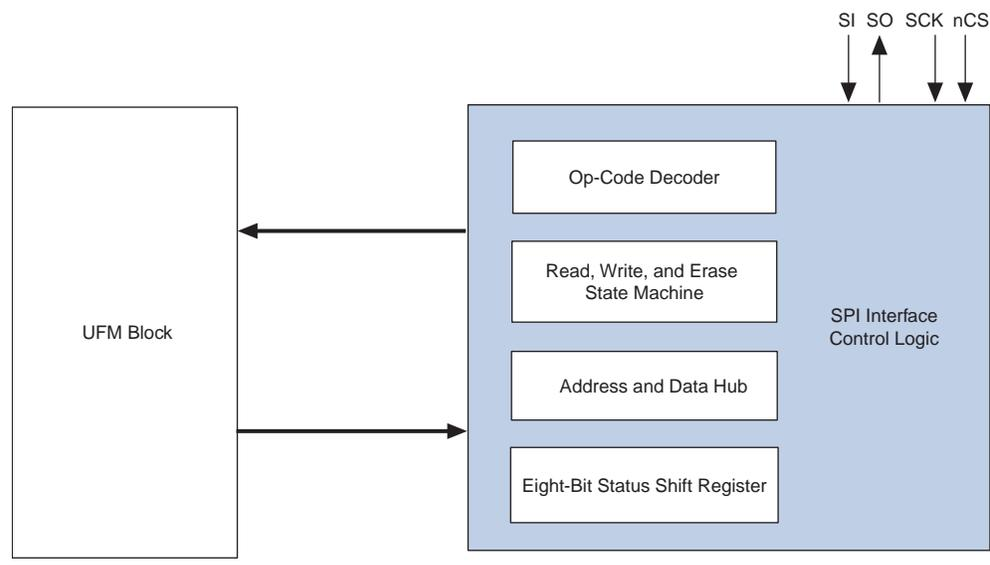 SI SO SCK nCS
Op-Code Decoder
Read, Write, and Erase
State Machine
SPI Interface
Control Logic
UFM Block
Address and Data Hub
Eight-Bit Status Shift Register